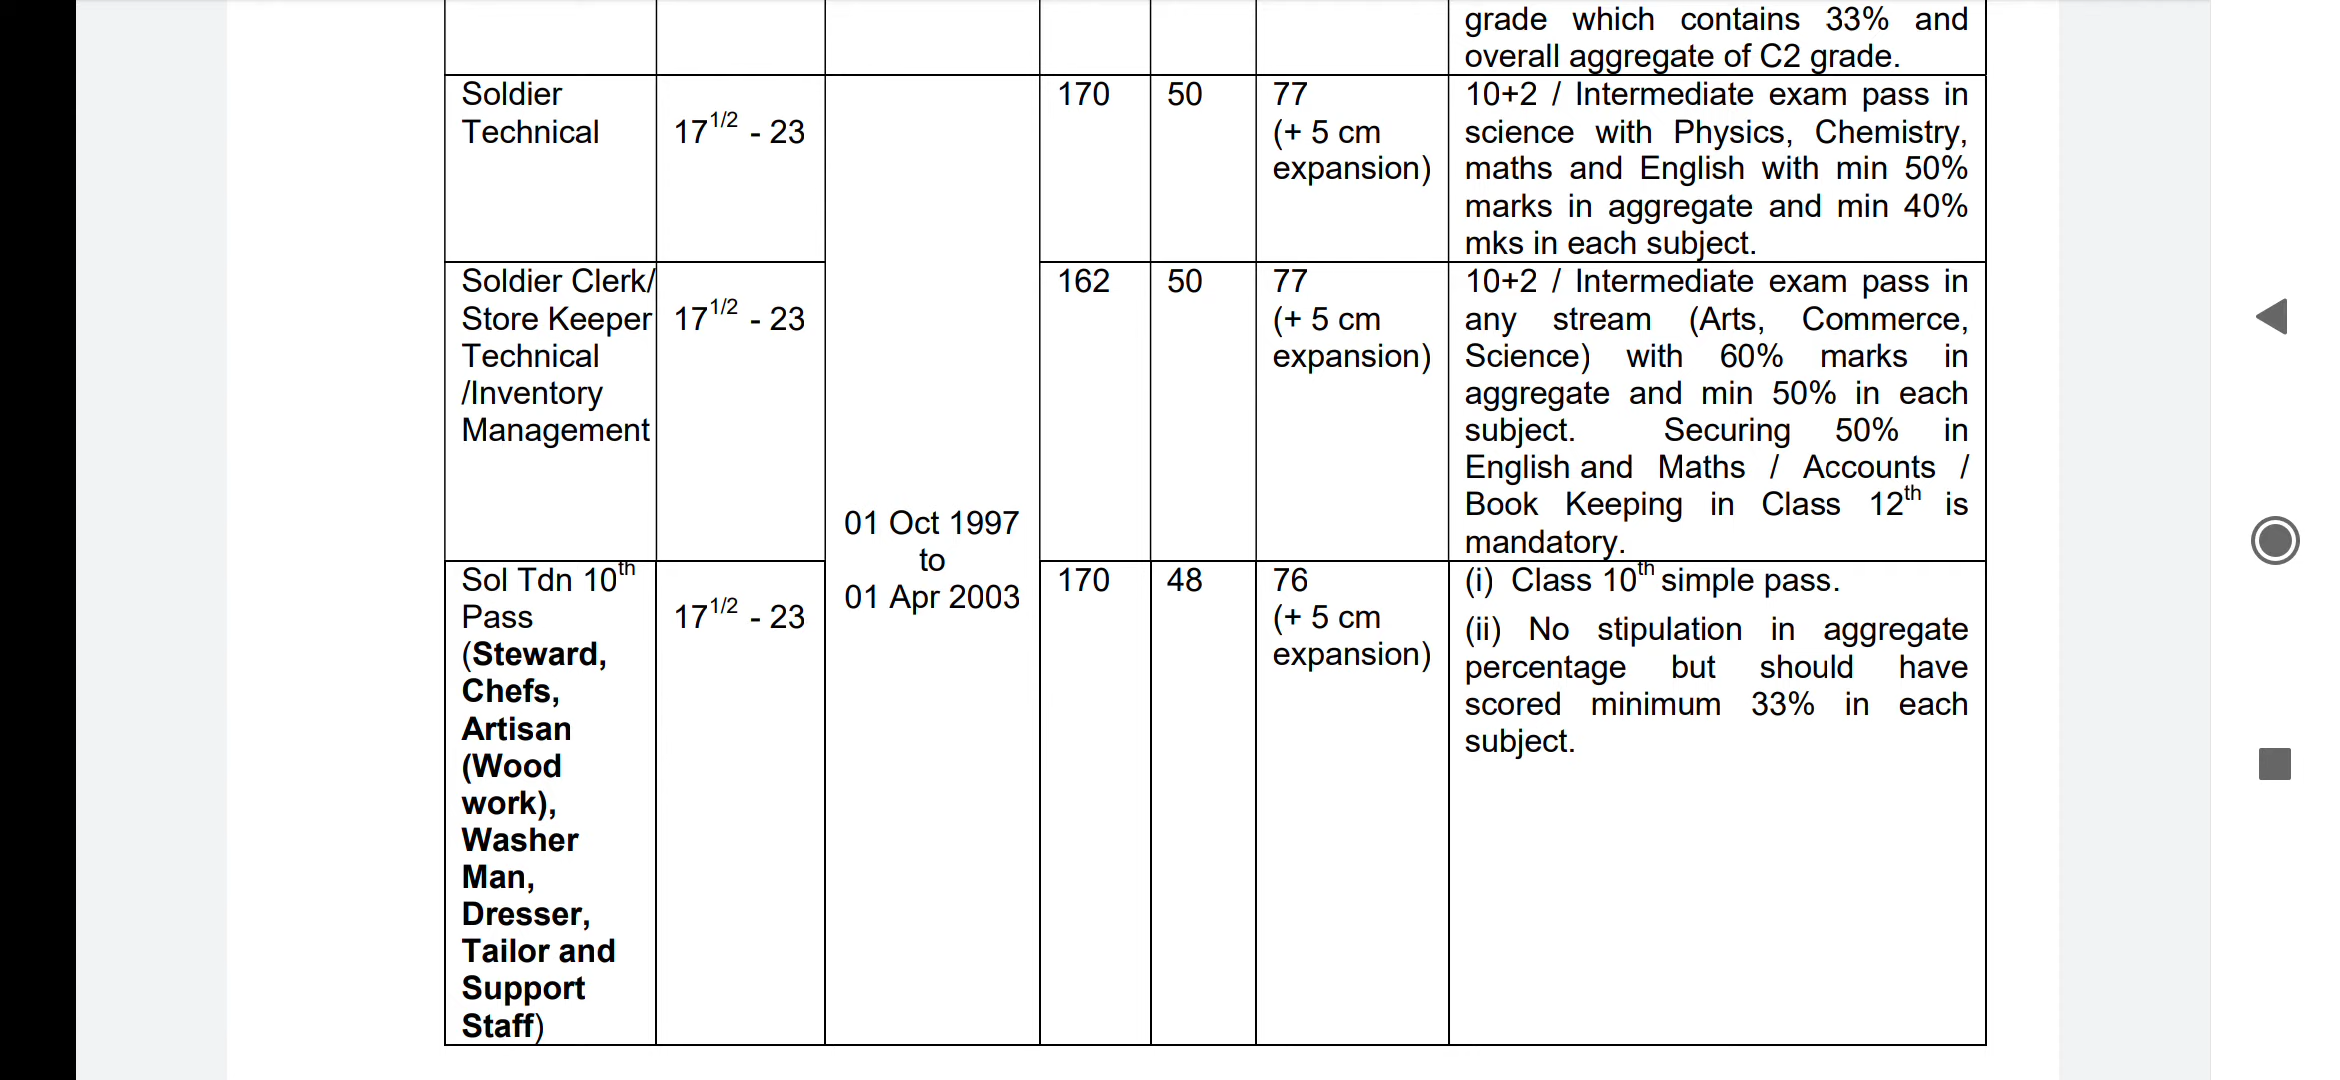 grade which contains 33% and
overall aggregate of C2 grade.
Soldier
Technical
17 1/2 - 23
170
50
77
(+ 5 cm
expansion)
10+2 / Intermediate exam pass in
science with Physics, Chemistry,
maths and English with min 50%
marks in aggregate and min 40%
mks in each subject.
Soldier Clerk/
Store Keeper
Technical
/Inventory
Management
17 1/2 - 23
162
50
77
(+ 5 cm
expansion)
10+2 / Intermediate exam pass in
any stream (Arts, Commerce,
Science) with 60% marks in
aggregate and min 50% in each
subject. Securing 50% in
English and Maths / Accounts /
Book Keeping in Class 12th is
mandatory.
01 Oct 1997
to
01 Apr 2003
Sol Tdn 10th
Pass
(Steward,
Chefs,
Artisan
(Wood
work),
Washer
Man,
Dresser,
Tailor and
Support
Staff)
17 1/2 - 23
170
48
76
(+ 5 cm
expansion)
(i) Class 10th simple pass.
(ii) No stipulation in aggregate
percentage but should have
scored minimum 33% in each
subject.